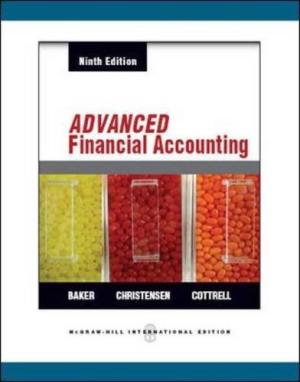 Ninth Edition
ADVANCED
Financial Accounting
BAKER CHRISTENSEN COTTRELL
McGRAW-HILL INTERNATIONAL EDITION